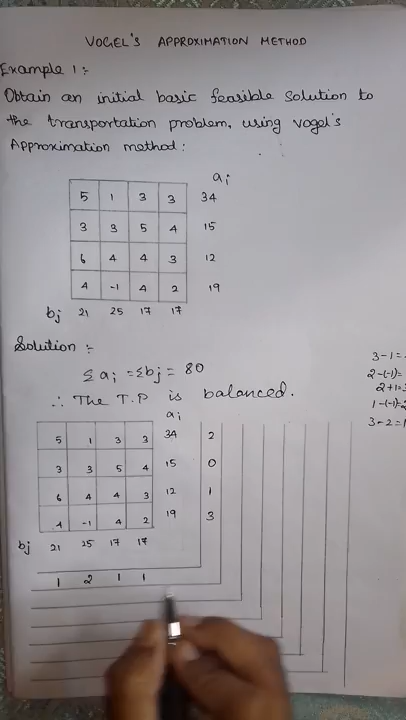 VOGEL'S APPROXIMATION METHOD
Example 1 :-
Obtain an initial basic feasible solution to
the transportation problem, using vogel's
Approximation method :
ai
5 1 3 3 34
3 3 5 4 15
6 4 4 3 12
4 -1 4 2 19
bj 21 25 17 17
Solution :-
Σai = Σbj = 80
∴ The T.P is balanced.
ai
5 1 3 3 34 2
3 3 5 4 15 0
6 4 4 3 12 1
4 -1 4 2 19 3
bj 21 25 17 17
1 2 1 1
3-1=
2-(-1)=
2+1=3
1-(-1)=2
3-2=1